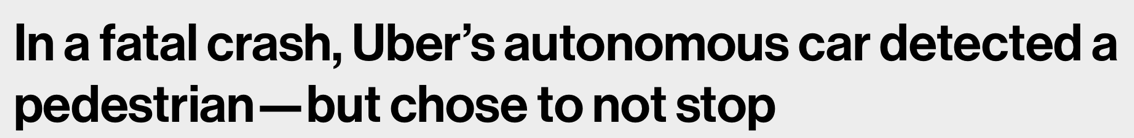 In a fatal crash, Uber’s autonomous car detected a
pedestrian—but chose to not stop